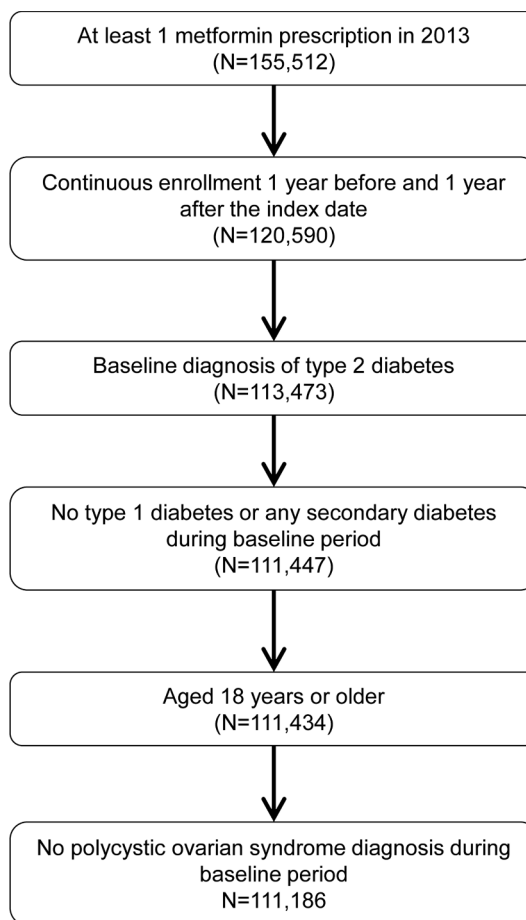 At least 1 metformin prescription in 2013
(N=155,512)
Continuous enrollment 1 year before and 1 year
after the index date
(N=120,590)
Baseline diagnosis of type 2 diabetes
(N=113,473)
No type 1 diabetes or any secondary diabetes
during baseline period
(N=111,447)
Aged 18 years or older
(N=111,434)
No polycystic ovarian syndrome diagnosis during
baseline period
N=111,186